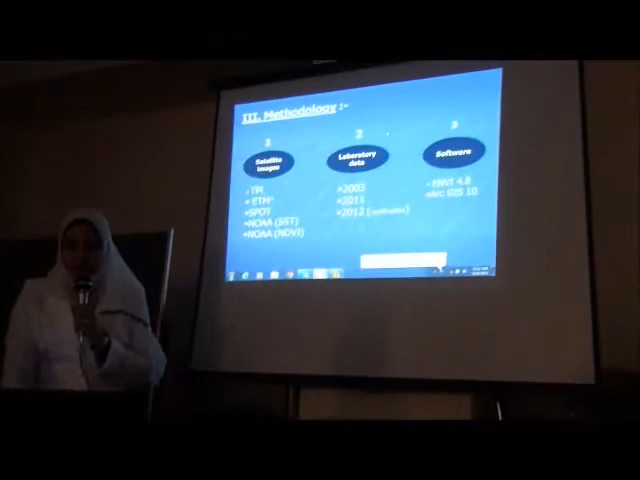 III. Methodology :-
1
Satellite
images
• TM
• ETM+
• SPOT
• NOAA (SST)
• NOAA (NDVI)
2
Laboratory
data
• 2003
• 2011
• 2012
3
Software
• ENVI 4.8
• Arc GIS 10